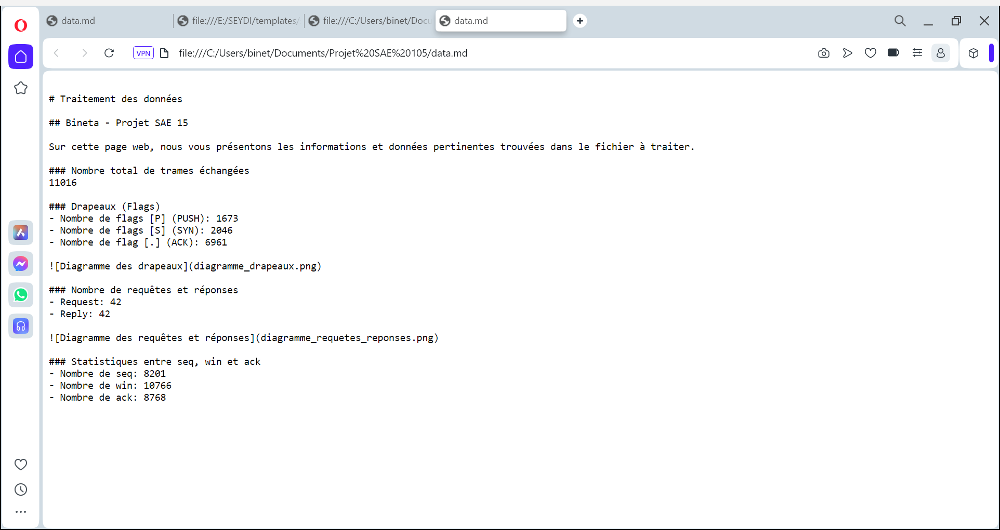 data.md
file:///E:/SEYDI/templates/
file:///C:/Users/binet/Docu
data.md
VPN
file:///C:/Users/binet/Documents/Projet%20SAE%20105/data.md
# Traitement des données
## Bineta - Projet SAE 15
Sur cette page web, nous vous présentons les informations et données pertinentes trouvées dans le fichier à traiter.
### Nombre total de trames échangées
11016
### Drapeaux (Flags)
- Nombre de flags [P] (PUSH): 1673
- Nombre de flags [S] (SYN): 2046
- Nombre de flag [.] (ACK): 6961
![Diagramme des drapeaux](diagramme_drapeaux.png)
### Nombre de requêtes et réponses
- Request: 42
- Reply: 42
![Diagramme des requêtes et réponses](diagramme_requetes_reponses.png)
### Statistiques entre seq, win et ack
- Nombre de seq: 8201
- Nombre de win: 10766
- Nombre de ack: 8768